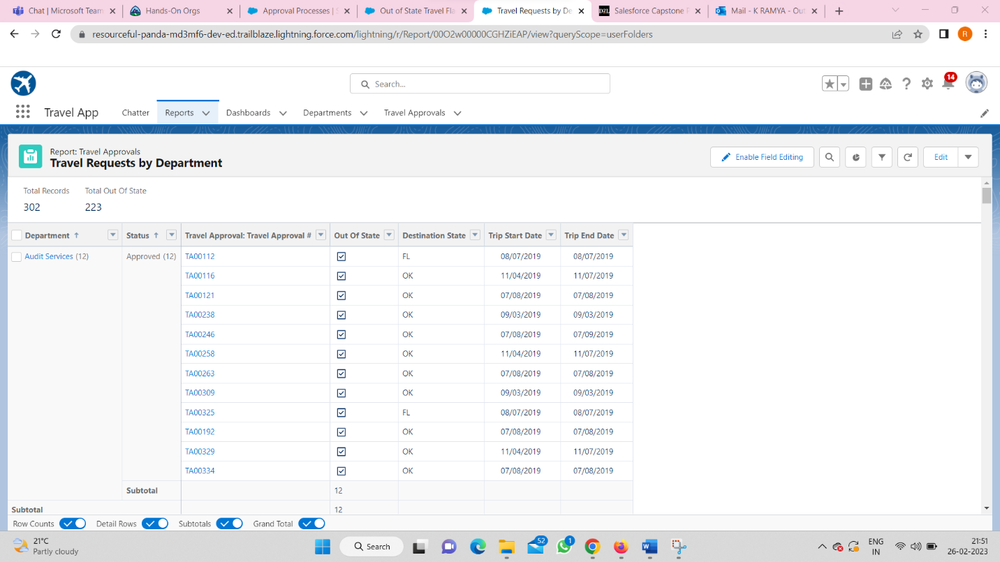 Chat | Microsoft Team
Hands-On Orgs
Approval Processes | S
Out of State Travel Fla
Travel Requests by De
D2L Salesforce Capstone P
Mail - K RAMYA - Out
resourceful-panda-md3mf6-dev-ed.trailblaze.lightning.force.com/lightning/r/Report/00O2w00000CGHZiEAP/view?queryScope=userFolders
R
Search...
14
Travel App
Chatter
Reports
Dashboards
Departments
Travel Approvals
Report: Travel Approvals
Travel Requests by Department
Enable Field Editing
Edit
Total Records Total Out Of State
302 223
Department ↑ Status ↑ Travel Approval: Travel Approval # Out Of State Destination State Trip Start Date Trip End Date
Audit Services (12) Approved (12) TA00112 FL 08/07/2019 08/07/2019
TA00116 OK 11/04/2019 11/07/2019
TA00121 OK 07/08/2019 07/08/2019
TA00238 OK 09/03/2019 09/03/2019
TA00246 OK 07/08/2019 07/09/2019
TA00258 OK 11/04/2019 11/07/2019
TA00263 OK 07/08/2019 07/08/2019
TA00309 OK 09/03/2019 09/03/2019
TA00325 FL 08/07/2019 08/07/2019
TA00192 OK 07/08/2019 07/08/2019
TA00329 OK 11/04/2019 11/07/2019
TA00334 OK 07/08/2019 07/08/2019
Subtotal 12
Subtotal 12
Row Counts Detail Rows Subtotals Grand Total
21°C
Partly cloudy
Search
52
1
ENG
IN
21:51
26-02-2023